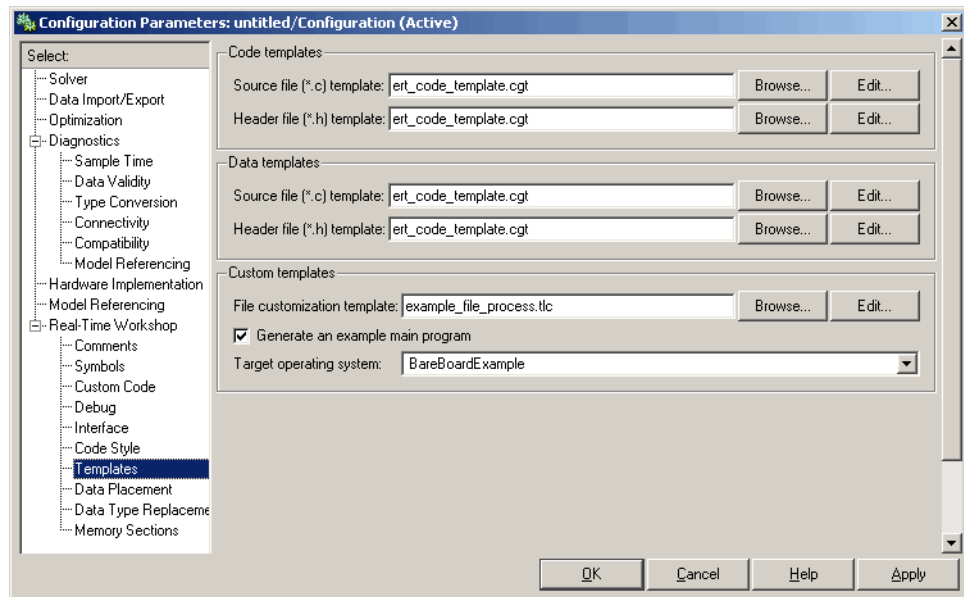 Configuration Parameters: untitled/Configuration (Active)
Select:
Solver
Data Import/Export
Optimization
Diagnostics
Sample Time
Data Validity
Type Conversion
Connectivity
Compatibility
Model Referencing
Hardware Implementation
Model Referencing
Real-Time Workshop
Comments
Symbols
Custom Code
Debug
Interface
Code Style
Templates
Data Placement
Data Type Replaceme
Memory Sections
Code templates
Source file (*.c) template: ert_code_template.cgt Browse... Edit...
Header file (*.h) template: ert_code_template.cgt Browse... Edit...
Data templates
Source file (*.c) template: ert_code_template.cgt Browse... Edit...
Header file (*.h) template: ert_code_template.cgt Browse... Edit...
Custom templates
File customization template: example_file_process.tlc Browse... Edit...
Generate an example main program
Target operating system: BareBoardExample
OK Cancel Help Apply